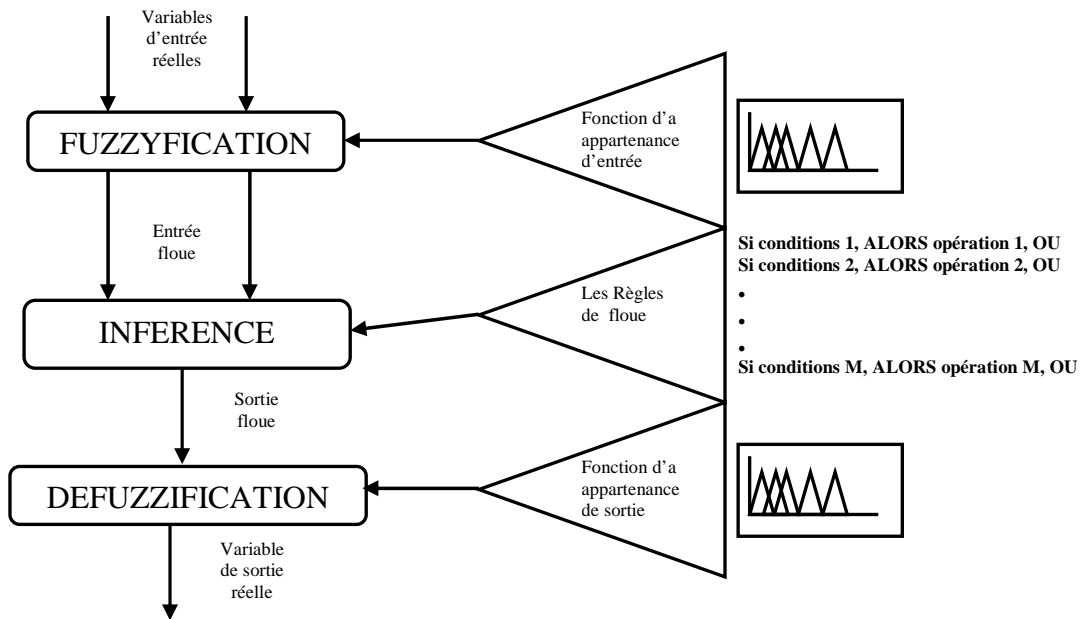 Variables
d'entrée
réelles
FUZZYFICATION
Fonction d'a
appartenance
d'entrée
Entrée
floue
Si conditions 1, ALORS opération 1, OU
Si conditions 2, ALORS opération 2, OU
•
•
•
Si conditions M, ALORS opération M, OU
INFERENCE
Les Règles
de floue
Sortie
floue
DEFUZZIFICATION
Fonction d'a
appartenance
de sortie
Variable
de sortie
réelle